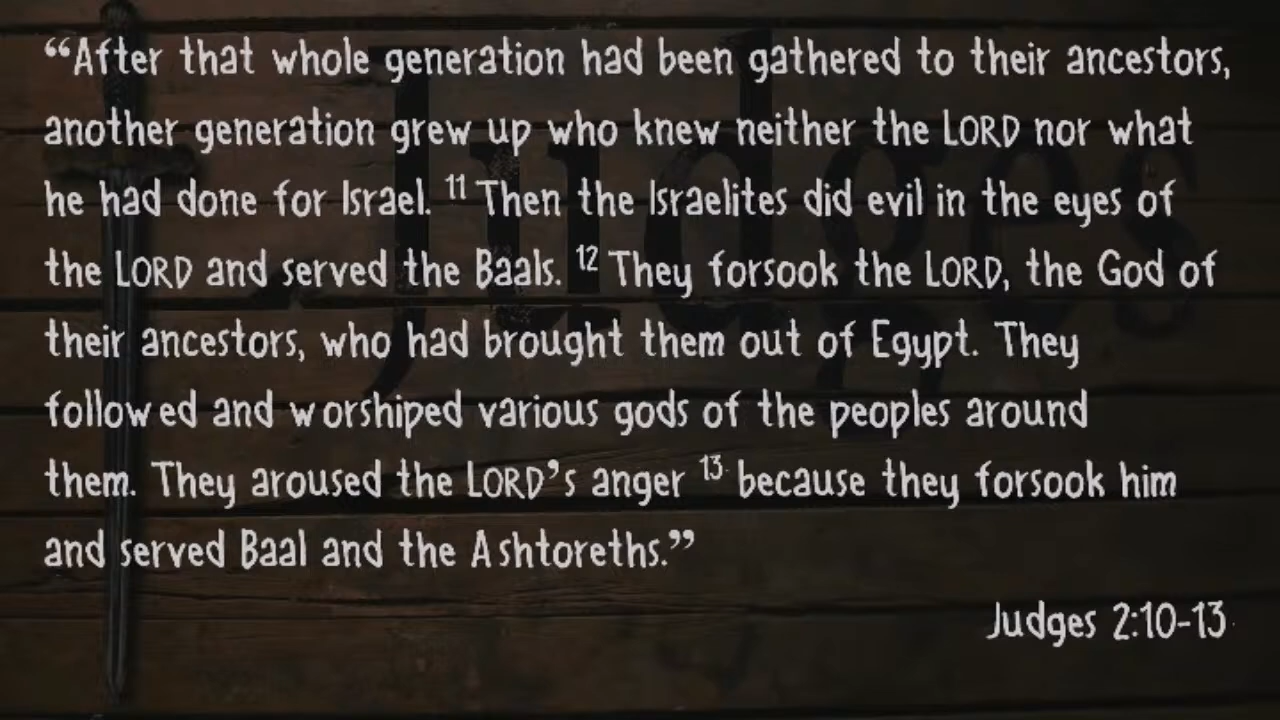 “After that whole generation had been gathered to their ancestors,
another generation grew up who knew neither the LORD nor what
he had done for Israel. 11 Then the Israelites did evil in the eyes of
the LORD and served the Baals. 12 They forsook the LORD, the God of
their ancestors, who had brought them out of Egypt. They
followed and worshiped various gods of the peoples around
them. They aroused the LORD’s anger 13 because they forsook him
and served Baal and the Ashtoreths.”
Judges 2:10-13
Judges